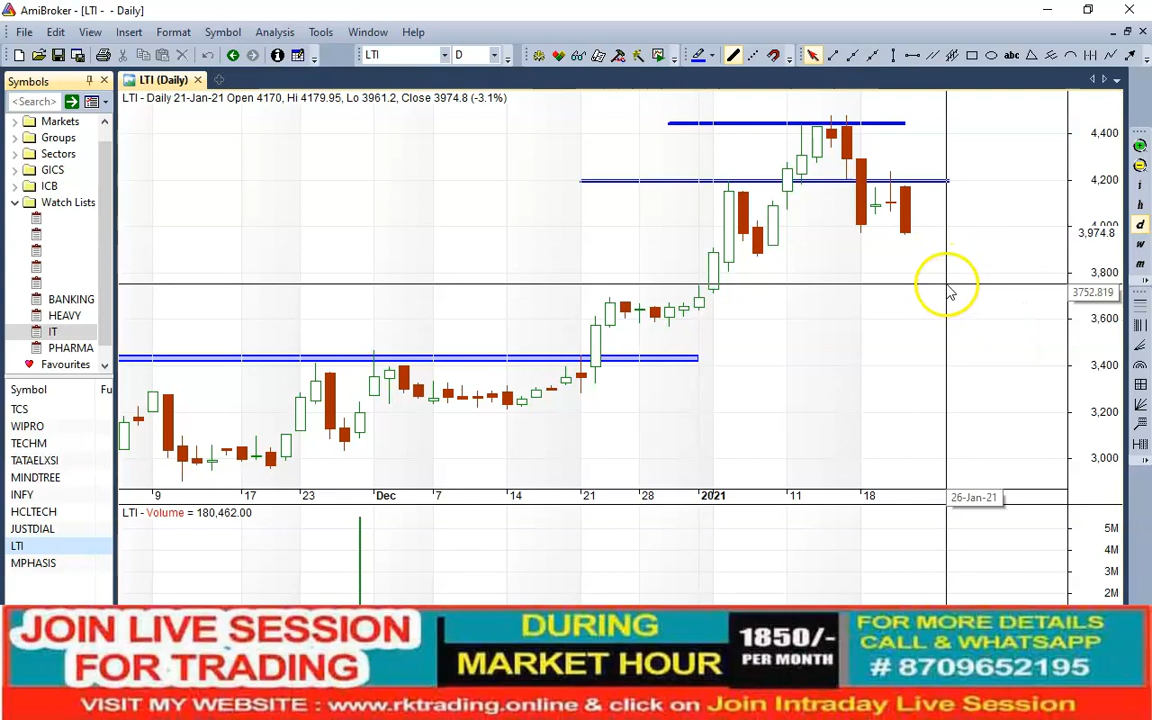 AmiBroker - [LTI -  - Daily]
File Edit View Insert Format Symbol Analysis Tools Window Help
LTI D abc
Symbols LTI (Daily)
<Search>
LTI - Daily 21-Jan-21 Open 4170, Hi 4179.95, Lo 3961.2, Close 3974.8 (-3.1%)
Markets
Groups
Sectors
GICS
ICB
Watch Lists
BANKING
HEAVY
IT
PHARMA
Favourites
Symbol Fu
TCS
WIPRO
TECHM
TATAELXSI
MINDTREE
INFY
HCLTECH
JUSTDIAL
LTI
MPHASIS
4,400
4,200
3,974.8
3,800
3752.819
3,600
3,400
3,200
3,000
9 17 23 Dec 7 14 21 28 2021 11 18 26-Jan-21
LTI - Volume = 180,462.00
5M
4M
3M
2M
i
h
d
w
m
JOIN LIVE SESSION
FOR TRADING
DURING
MARKET HOUR
1850/-
PER MONTH
FOR MORE DETAILS
CALL & WHATSAPP
# 8709652195
VISIT MY WEBSITE : www.rktrading.online & click on Join Intraday Live Session